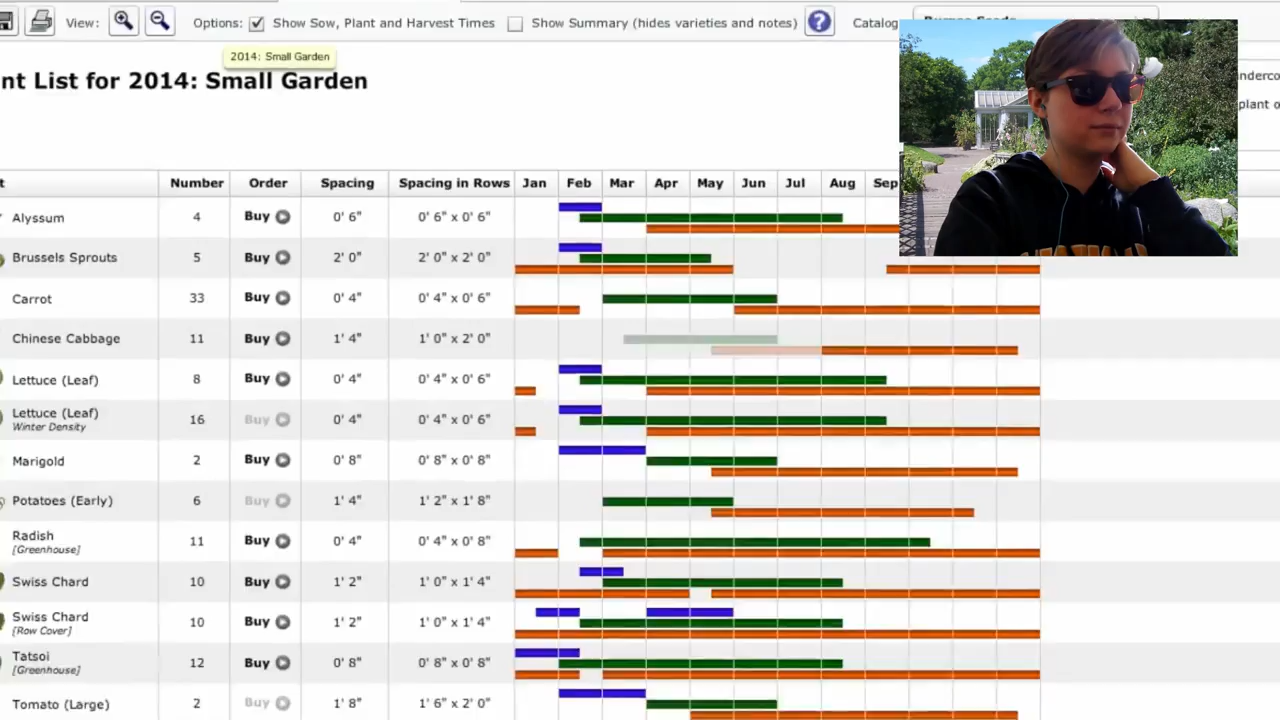 View : Options: Show Sow, Plant and Harvest Times Show Summary (hides varieties and notes) ? Catalog
2014: Small Garden
nt List for 2014: Small Garden
plant o
t Number Order Spacing Spacing in Rows Jan Feb Mar Apr May Jun Jul Aug Sep
Alyssum 4 Buy 0' 6" 0' 6" x 0' 6"
Brussels Sprouts 5 Buy 2' 0" 2' 0" x 2' 0"
Carrot 33 Buy 0' 4" 0' 4" x 0' 6"
Chinese Cabbage 11 Buy 1' 4" 1' 0" x 2' 0"
Lettuce (Leaf) 8 Buy 0' 4" 0' 4" x 0' 6"
Lettuce (Leaf) 16 Buy 0' 4" 0' 4" x 0' 6"
Winter Density
Marigold 2 Buy 0' 8" 0' 8" x 0' 8"
Potatoes (Early) 6 Buy 1' 4" 1' 2" x 1' 8"
Radish 11 Buy 0' 4" 0' 4" x 0' 8"
[Greenhouse]
Swiss Chard 10 Buy 1' 2" 1' 0" x 1' 4"
Swiss Chard 10 Buy 1' 2" 1' 0" x 1' 4"
[Row Cover]
Tatsoi 12 Buy 0' 8" 0' 8" x 0' 8"
[Greenhouse]
Tomato (Large) 2 Buy 1' 8" 1' 6" x 2' 0"